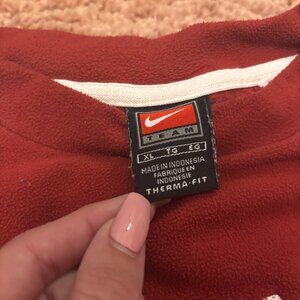 TEAM
XL TG EG
MADE IN INDONESIA
FABRIQUE EN
INDONESIE
THERMA-FIT